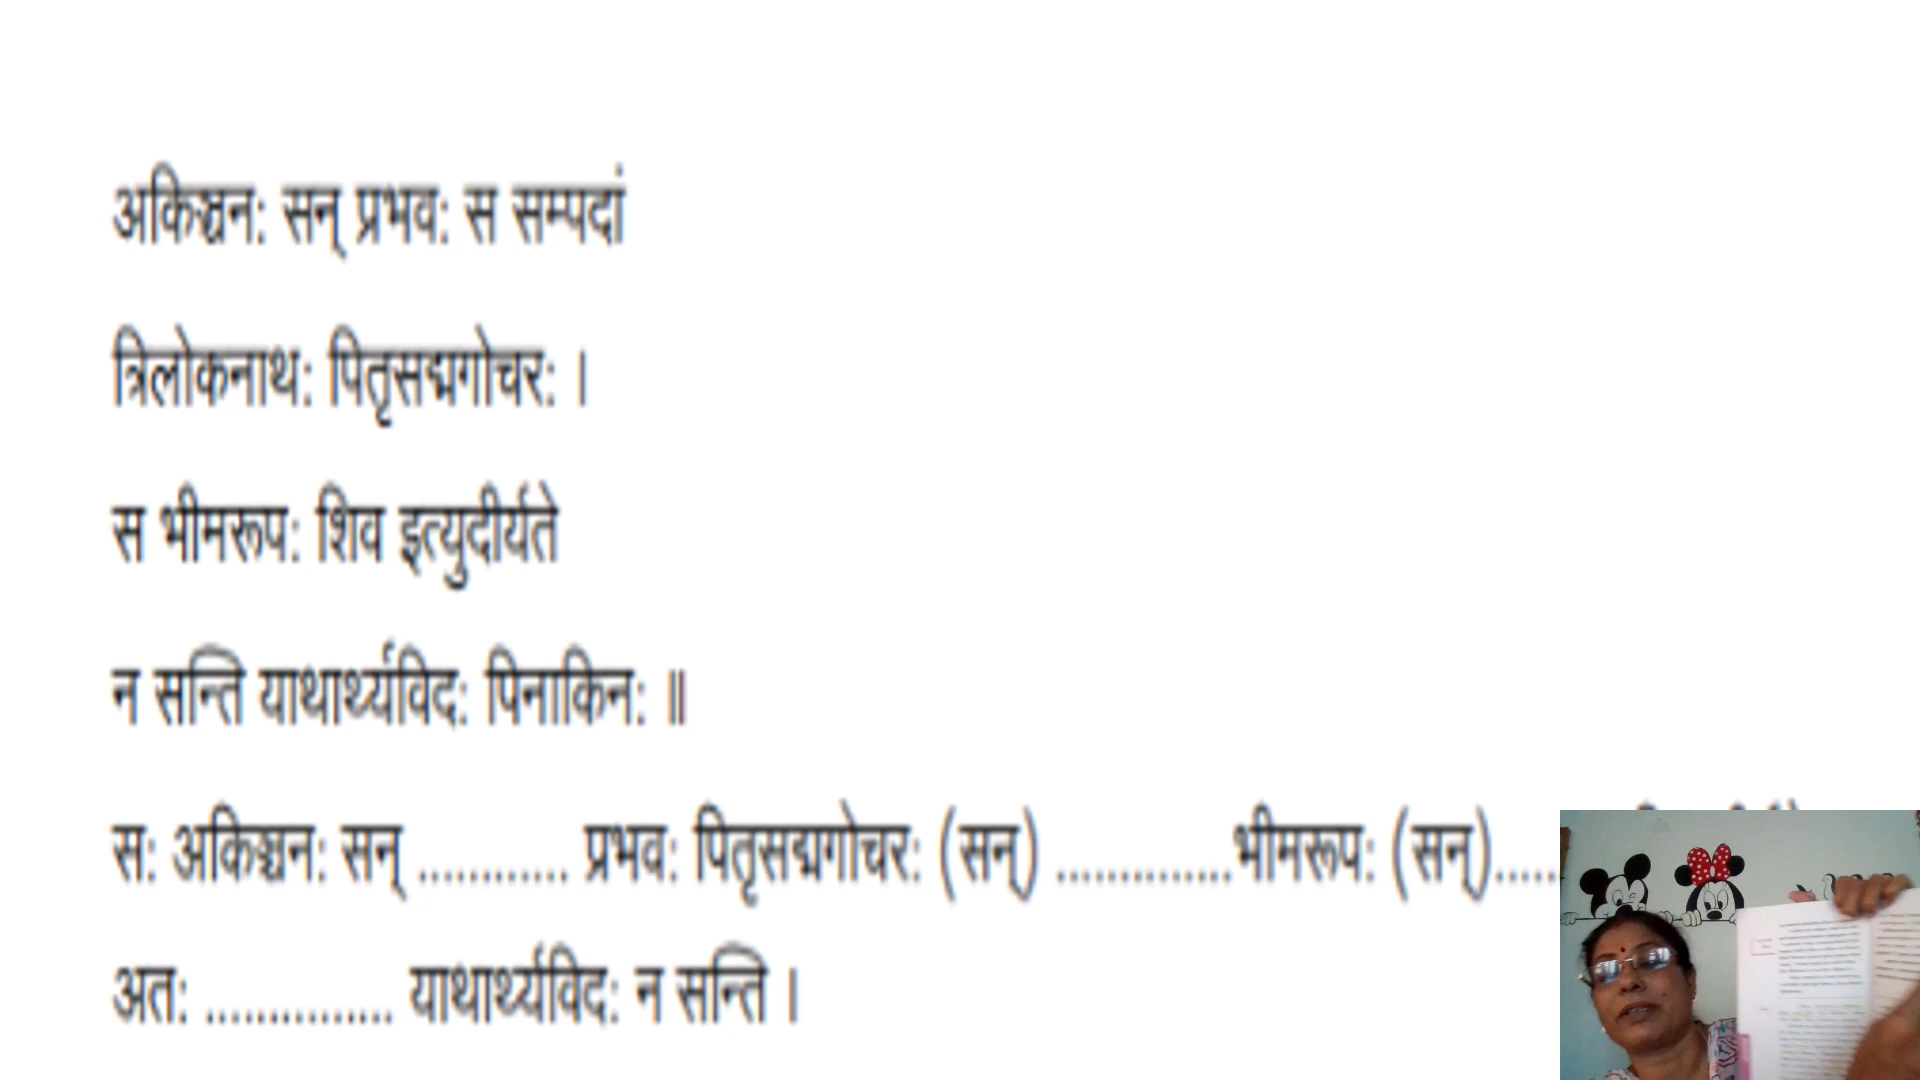 अकिञ्चन: सन् प्रभव: स सम्पदां
त्रिलोकनाथ: पितृसद्मगोचर: ।
स भीमरूप: शिव इत्युदीर्यते
न सन्ति याथार्थ्यविद: पिनाकिन: ॥
स: अकिञ्चन: सन् ............ प्रभव: पितृसद्मगोचर: (सन्) ..............भीमरूप: (सन्).....
अत: ............... याथार्थ्यविद: न सन्ति ।